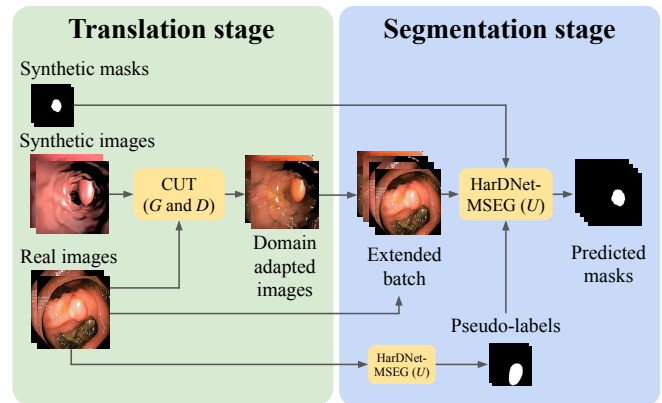 Translation stage
Segmentation stage
Synthetic masks
Synthetic images
CUT
(G and D)
HarDNet-
MSEG (U)
Real images
Domain
adapted
images
Extended
batch
Predicted
masks
Pseudo-labels
HarDNet-
MSEG (U)